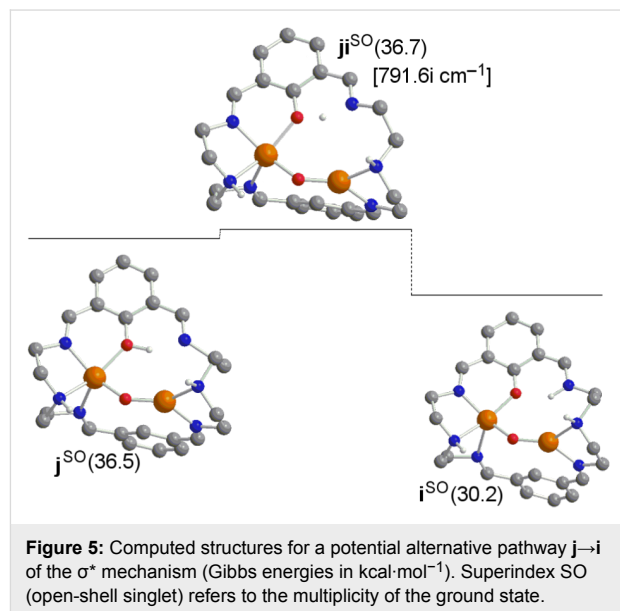 ji^SO(36.7)
[791.6i cm⁻¹]
j^SO(36.5)
i^SO(30.2)
Figure 5: Computed structures for a potential alternative pathway j→i
of the σ* mechanism (Gibbs energies in kcal·mol⁻¹). Superindex SO
(open-shell singlet) refers to the multiplicity of the ground state.